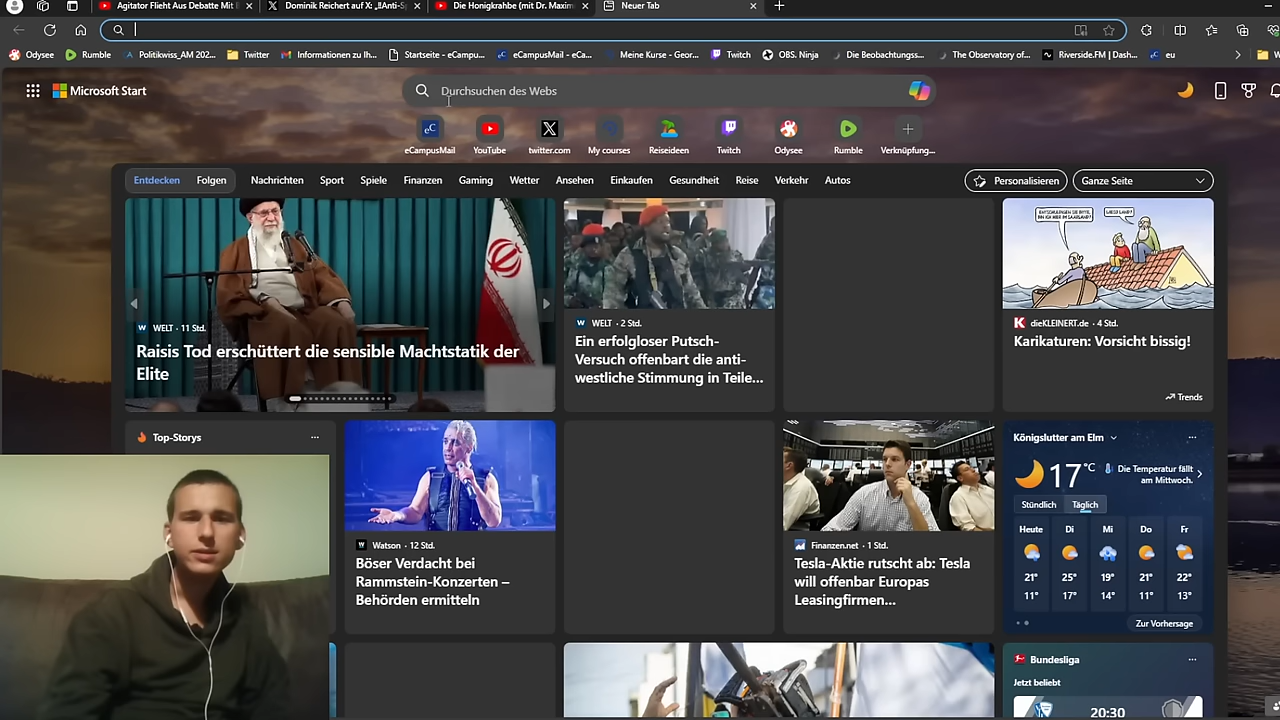 Agitator Flieht Aus Debatte Mit
Dominik Reichert auf X: „‼️Anti-S
Die Honigkrahbe (mit Dr. Maxim
Neuer Tab
Odysee
Rumble
Politikwiss_AM 202...
Twitter
Informationen zu Ih...
Startseite - eCampu...
eCampusMail - eCa...
Meine Kurse - Geor...
Twitch
OBS. Ninja
Die Beobachtungss...
The Observatory of...
Riverside.FM | Dash...
eu
Microsoft Start
Durchsuchen des Webs
eC
eCampusMail
YouTube
twitter.com
My courses
Reiseideen
Twitch
Odysee
Rumble
Verknüpfung...
Entdecken
Folgen
Nachrichten
Sport
Spiele
Finanzen
Gaming
Wetter
Ansehen
Einkaufen
Gesundheit
Reise
Verkehr
Autos
Personalisieren
Ganze Seite
WELT · 11 Std.
Raisis Tod erschüttert die sensible Machtstatik der
Elite
WELT · 2 Std.
Ein erfolgloser Putsch-
Versuch offenbart die anti-
westliche Stimmung in Teile...
dieKLEINERT.de · 4 Std.
Karikaturen: Vorsicht bissig!
Trends
Top-Storys
Watson · 12 Std.
Böser Verdacht bei
Rammstein-Konzerten –
Behörden ermitteln
Finanzen.net · 1 Std.
Tesla-Aktie rutscht ab: Tesla
will offenbar Europas
Leasingfirmen...
Königslutter am Elm
17°C
Die Temperatur fällt
am Mittwoch.
Stündlich
Täglich
Heute
Di
Mi
Do
Fr
21°
25°
19°
21°
22°
11°
17°
14°
11°
13°
Zur Vorhersage
Bundesliga
Jetzt beliebt
20:30